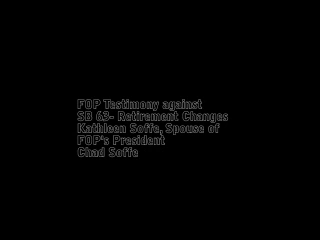 FOP Testimony against
SB 63- Retirement Changes
Kathleen Soffe, Spouse of
FOP's President
Chad Soffe